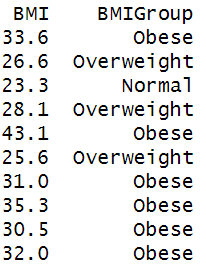 BMI BMIGroup
33.6 Obese
26.6 Overweight
23.3 Normal
28.1 Overweight
43.1 Obese
25.6 Overweight
31.0 Obese
35.3 Obese
30.5 Obese
32.0 Obese